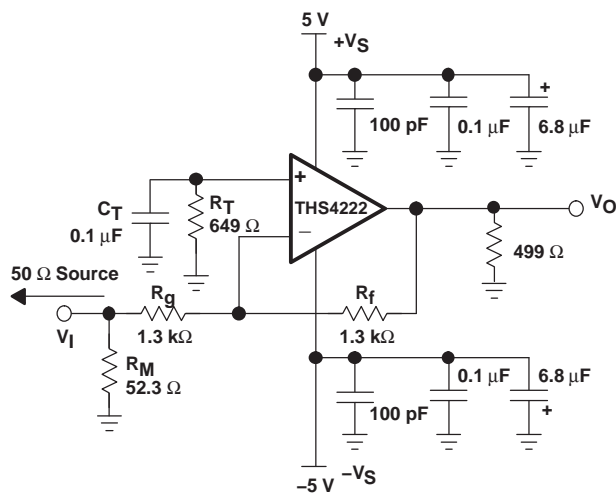 5 V
+VS
+
100 pF
0.1 μF
6.8 μF
+
THS4222
−
CT
0.1 μF
RT
649 Ω
VO
499 Ω
50 Ω Source
VI
Rg
1.3 kΩ
Rf
1.3 kΩ
RM
52.3 Ω
0.1 μF
6.8 μF
100 pF
+
−5 V
−VS